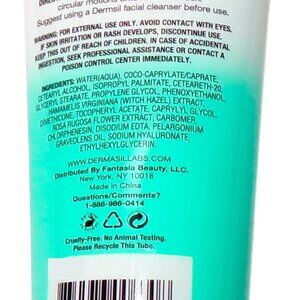 circular motions
Suggest using a Dermsil facial cleanser before.
WARNING: FOR EXTERNAL USE ONLY. AVOID CONTACT WITH EYES.
IF SKIN IRRITATION OR RASH DEVELOPS, DISCONTINUE USE.
KEEP THIS OUT OF REACH OF CHILDREN. IN CASE OF ACCIDENTAL
INGESTION, SEEK PROFESSIONAL ASSISTANCE OR CONTACT A
POISON CONTROL CENTER IMMEDIATELY.
INGREDIENTS: WATER(AQUA), COCO-CAPRYLATE/CAPRATE,
CETEARYL ALCOHOL, ISOPROPYL PALMITATE, CETEARETH-20,
GLYCERYL STEARATE, PROPYLENE GLYCOL, PHENOXYETHANOL,
HAMAMELIS VIRGINIANA (WITCH HAZEL) EXTRACT,
DIMETHICONE, TOCOPHERYL ACETATE, CAPRYLYL GLYCOL,
ROSA RUGOSA FLOWER EXTRACT, CARBOMER,
CHLORPHENESIN, DISODIUM EDTA, PELARGONIUM
GRAVEOLENS OIL, SODIUM HYALURONATE,
ETHYLHEXYLGLYCERIN.
WWW.DERMASILLABS.COM
Distributed By Fantasia Beauty, LLC.
New York, NY 10018
Made in China
Questions/Comments?
1-886-986-0414
Cruelty-Free. No Animal Testing.
Please Recycle This Tube.